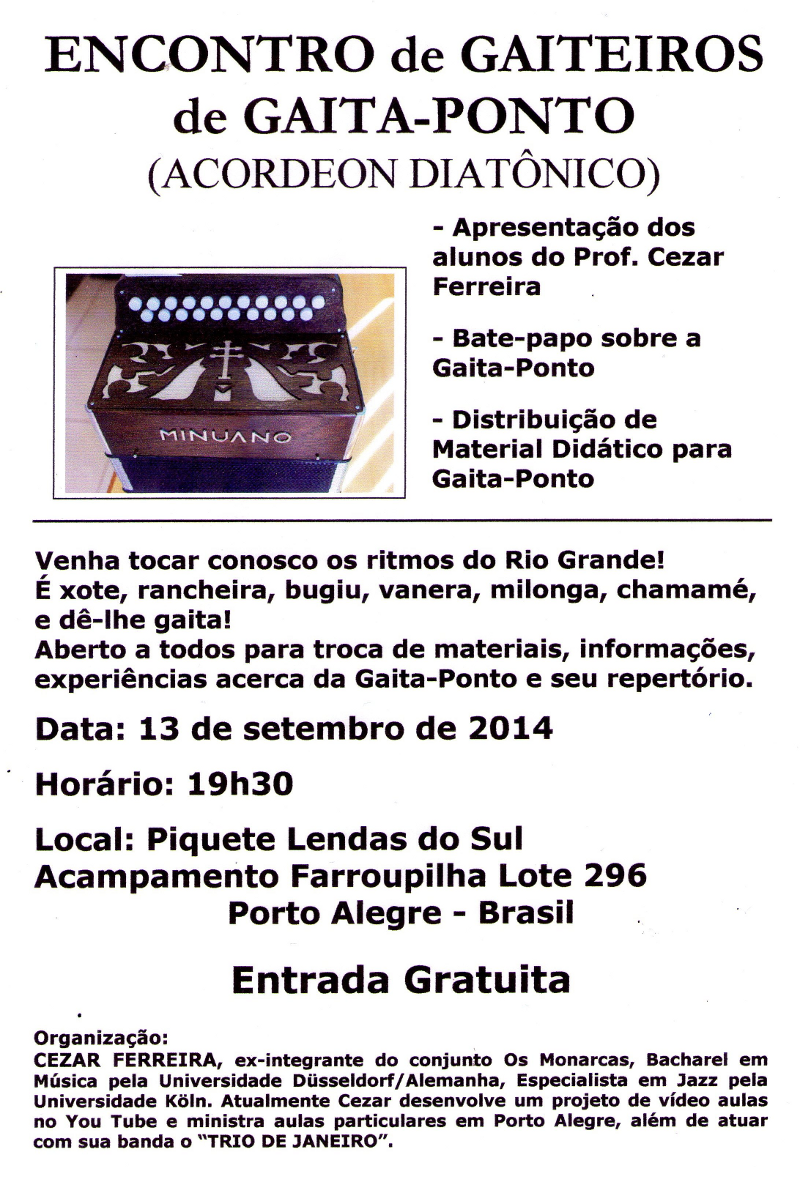 ENCONTRO de GAITEIROS
de GAITA-PONTO
(ACORDEON DIATÔNICO)
- Apresentação dos
alunos do Prof. Cezar
Ferreira
- Bate-papo sobre a
Gaita-Ponto
- Distribuição de
Material Didático para
Gaita-Ponto
MINUANO
Venha tocar conosco os ritmos do Rio Grande!
É xote, rancheira, bugiu, vanera, milonga, chamamé,
e dê-lhe gaita!
Aberto a todos para troca de materiais, informações,
experiências acerca da Gaita-Ponto e seu repertório.
Data: 13 de setembro de 2014
Horário: 19h30
Local: Piquete Lendas do Sul
Acampamento Farroupilha Lote 296
Porto Alegre - Brasil
Entrada Gratuita
Organização:
CEZAR FERREIRA, ex-integrante do conjunto Os Monarcas, Bacharel em
Música pela Universidade Düsseldorf/Alemanha, Especialista em Jazz pela
Universidade Köln. Atualmente Cezar desenvolve um projeto de vídeo aulas
no You Tube e ministra aulas particulares em Porto Alegre, além de atuar
com sua banda o “TRIO DE JANEIRO”.